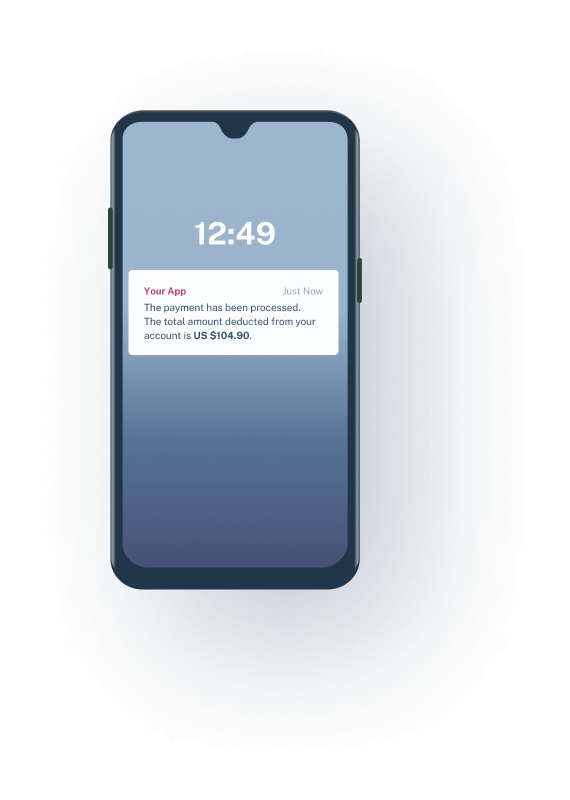 12:49
Your App Just Now
The payment has been processed.
The total amount deducted from your
account is US $104.90.